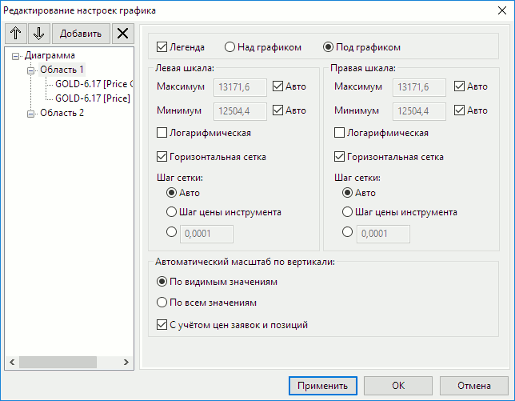 Редактирование настроек графика
Добавить
Диаграмма
Область 1
GOLD-6.17 [Price
GOLD-6.17 [Price]
Область 2
Легенда Над графиком Под графиком
Левая шкала:
Максимум 13171,6 Авто
Минимум 12504,4 Авто
Логарифмическая
Горизонтальная сетка
Шаг сетки:
Авто
Шаг цены инструмента
0,0001
Правая шкала:
Максимум 13171,6 Авто
Минимум 12504,4 Авто
Логарифмическая
Горизонтальная сетка
Шаг сетки:
Авто
Шаг цены инструмента
0,0001
Автоматический масштаб по вертикали:
По видимым значениям
По всем значениям
С учётом цен заявок и позиций
Применить ОК Отмена